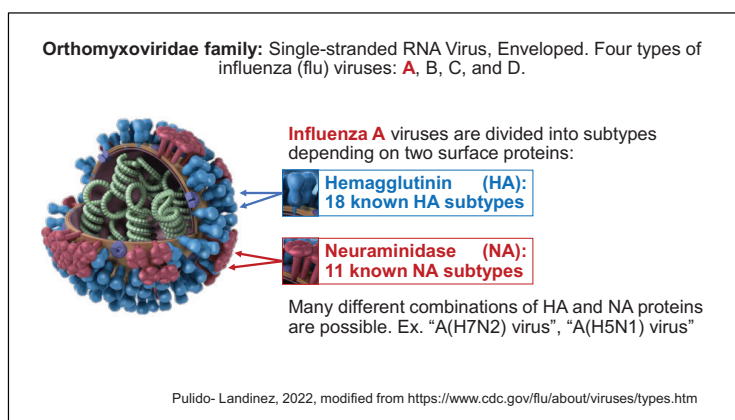 Orthomyxoviridae family: Single-stranded RNA Virus, Enveloped. Four types of
influenza (flu) viruses: A, B, C, and D.
Influenza A viruses are divided into subtypes
depending on two surface proteins:
Hemagglutinin (HA):
18 known HA subtypes
Neuraminidase (NA):
11 known NA subtypes
Many different combinations of HA and NA proteins
are possible. Ex. “A(H7N2) virus”, “A(H5N1) virus”
Pulido- Landinez, 2022, modified from https://www.cdc.gov/flu/about/viruses/types.htm